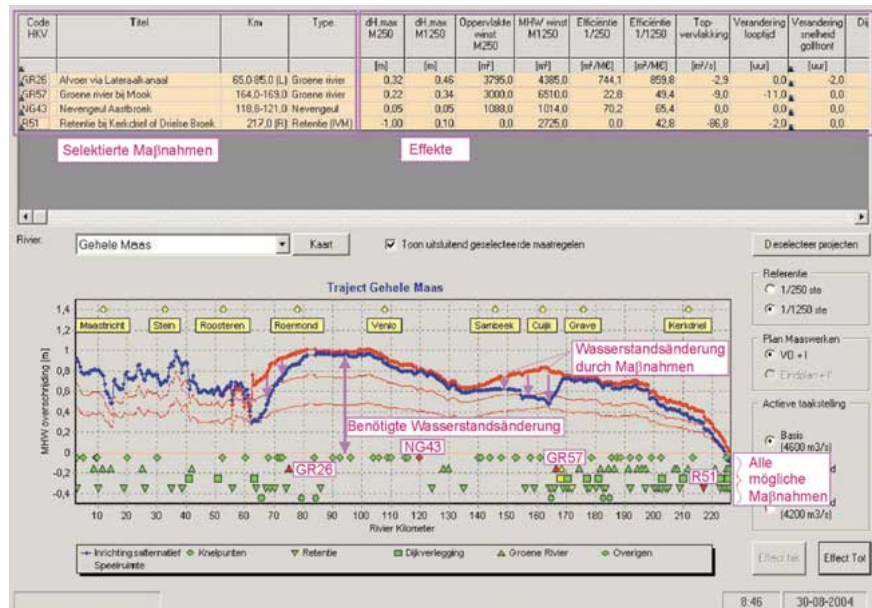 Code HKV Titel Km Type dH.max M250 dH.max M1250 Oppervlakte winst M250 MHW winst M1250 Efficiëntie 1/250 Efficiëntie 1/1250 Top-vervlakking Verandering looptijd Verandering snelheid golffront
[m] [m] [m²] [m²] [m²/M€] [m²/M€] [m³/s] [uur] [uur]
GR26 Afvoer via Lateraalkanaal 65,0-85,0 (L) Groene rivier 0,32 0,46 3795,0 4385,0 744,1 859,8 -2,9 0,0 -2,0
GR57 Groene rivier bij Mook 164,0-169,0 Groene rivier 0,22 0,34 3000,0 6510,0 22,8 49,4 -9,0 -11,0 0,0
NG43 Nevengeul Aastbroek 118,8-121,0 Nevengeul 0,05 0,05 1088,0 1014,0 70,2 65,4 0,0 0,0 0,0
R51 Retentie bij Kerkdriel of Drielse Broek 217,0 (R) Retentie (IVM) -1,00 0,10 0,0 2725,0 0,0 42,8 -86,8 -2,0 0,0
Selektierte Maβnahmen
Effekte
Rivier: Gehele Maas Kaart Toon uitsluitend geselecteerde maatregelen Deselecteer projecten
Traject Gehele Maas
MHW overschrijding [m]
1,4
1,2
1
0,8
0,6
0,4
0,2
0
-0,2
-0,4
Maastricht Stein Roosteren Roermond Venlo Sambeek Cuijk Grave Kerkdriel
Wasserstandsänderung
durch Maβnahmen
Benötigte Wasserstandsänderung
GR26
NG43
GR57
R51
Alle
mögliche
Maβnahmen
10 20 30 40 50 60 70 80 90 100 110 120 130 140 150 160 170 180 190 200 210 220
Rivier Kilometer
Inrichtingsalternatief Knelpunten Retentie Dijkverlegging Groene Rivier Overigen
Speelruimte
Referentie
1/250 ste
1/1250 ste
Plan Maaswerken
VO + I
Eindplan + I
Actieve taakstelling
Basis
(4600 m3/s)
(4200 m3/s)
Effect tak Effect Tot
8:46 30-08-2004